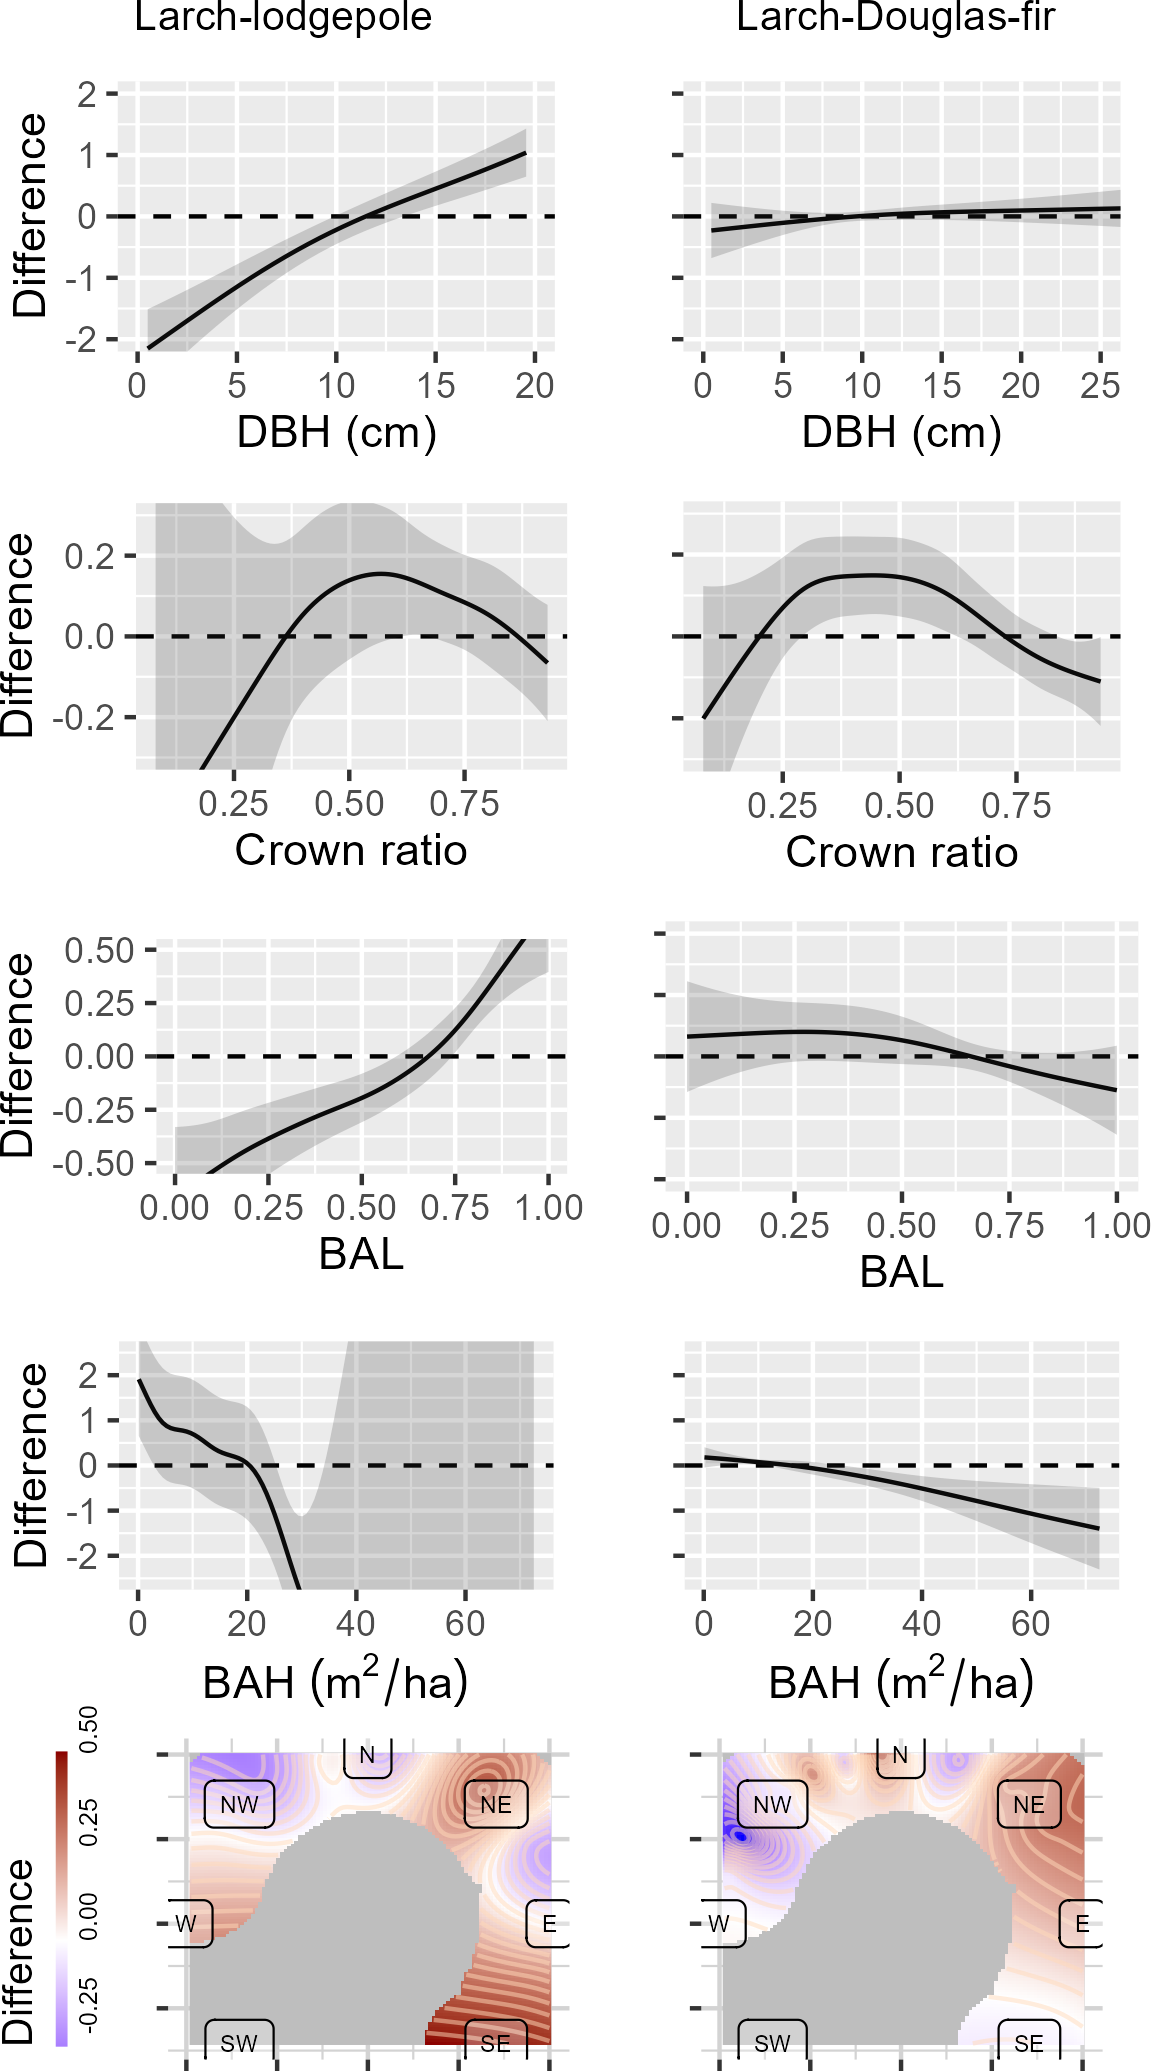 Larch-lodgepole Larch-Douglas-fir
2
1
0
-1
-2
Difference
0 5 10 15 20 0 5 10 15 20 25
DBH (cm) DBH (cm)
0.2
0.0
-0.2
Difference
0.25 0.50 0.75 0.25 0.50 0.75
Crown ratio Crown ratio
0.50
0.25
0.00
-0.25
-0.50
Difference
0.00 0.25 0.50 0.75 1.00 0.00 0.25 0.50 0.75 1.00
BAL BAL
2
1
0
-1
-2
Difference
0 20 40 60 0 20 40 60
BAH (m²/ha) BAH (m²/ha)
Difference
-0.25 0.00 0.25 0.50
N N
NW NE NW NE
W E W E
SW SE SW SE